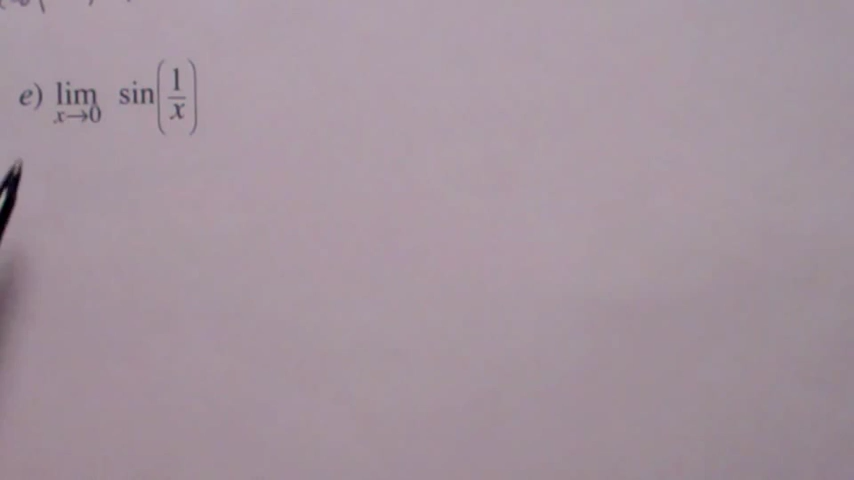 e) lim x→0 sin(1/x)